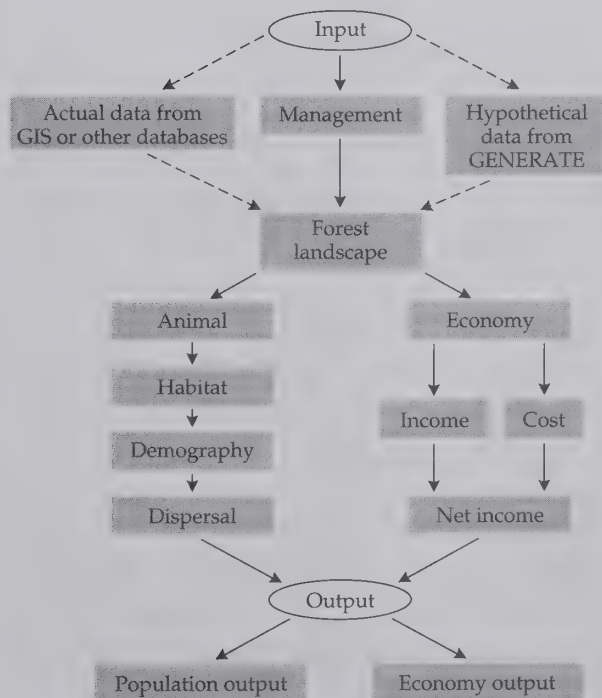 Input
Actual data from
GIS or other databases
Management
Hypothetical
data from
GENERATE
Forest
landscape
Animal
Economy
Habitat
Income
Cost
Demography
Dispersal
Net income
Output
Population output
Economy output